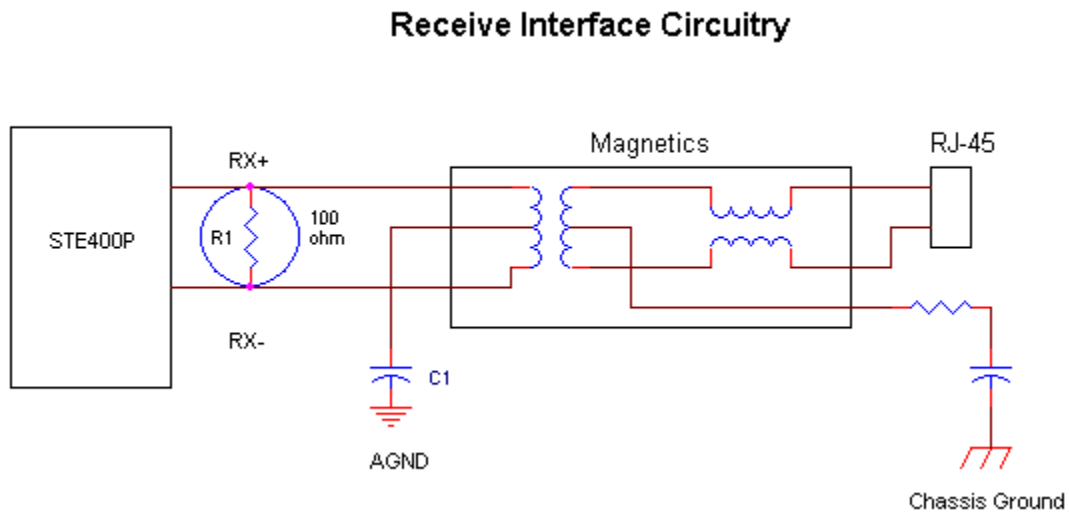 Receive Interface Circuitry
Magnetics
RJ-45
RX+
100
ohm
R1
STE400P
RX-
C1
AGND
Chassis Ground